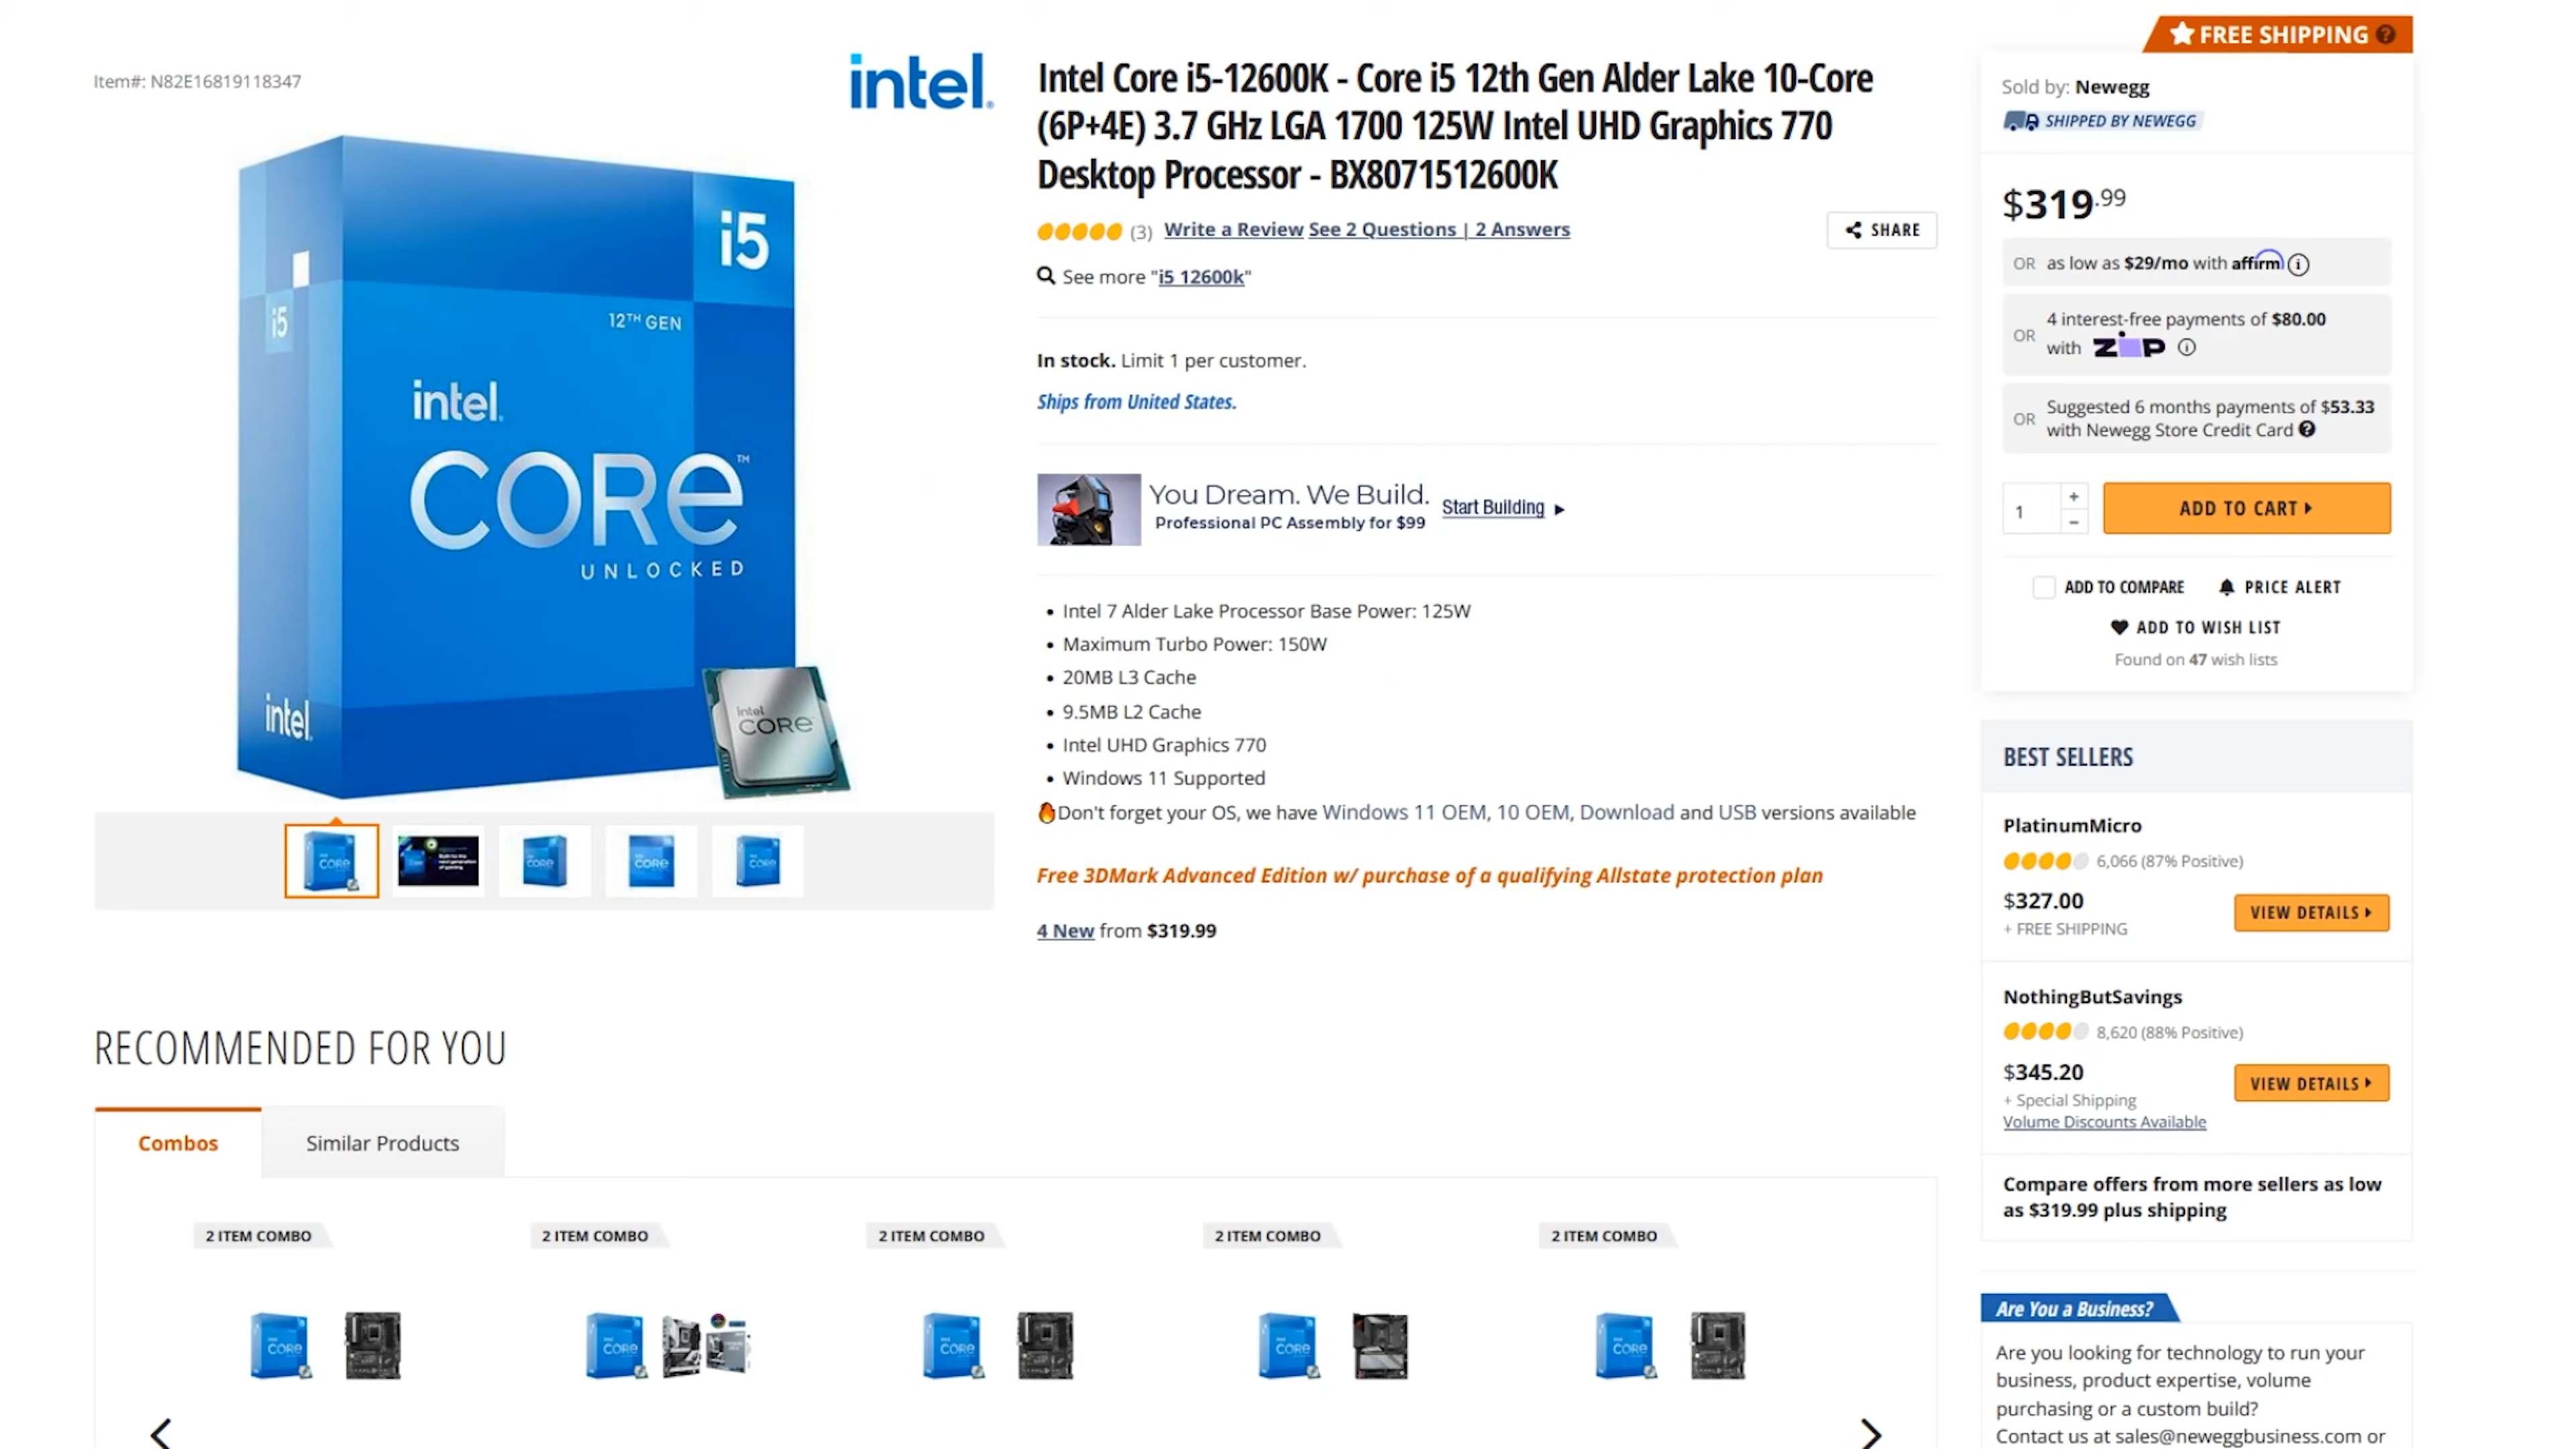 FREE SHIPPING
Item#: N82E16819118347
intel.
Intel Core i5-12600K - Core i5 12th Gen Alder Lake 10-Core
(6P+4E) 3.7 GHz LGA 1700 125W Intel UHD Graphics 770
Desktop Processor - BX8071512600K
(3) Write a Review See 2 Questions | 2 Answers
SHARE
See more "i5 12600k"
In stock. Limit 1 per customer.
Ships from United States.
You Dream. We Build.
Professional PC Assembly for $99
Start Building
• Intel 7 Alder Lake Processor Base Power: 125W
• Maximum Turbo Power: 150W
• 20MB L3 Cache
• 9.5MB L2 Cache
• Intel UHD Graphics 770
• Windows 11 Supported
Don't forget your OS, we have Windows 11 OEM, 10 OEM, Download and USB versions available
Free 3DMark Advanced Edition w/ purchase of a qualifying Allstate protection plan
4 New from $319.99
i5
i5
12TH GEN
intel.
CORE™
UNLOCKED
intel.
intel
CORE
Sold by: Newegg
SHIPPED BY NEWEGG
$319.99
OR as low as $29/mo with affirm
OR 4 interest-free payments of $80.00
with ZIP
OR Suggested 6 months payments of $53.33
with Newegg Store Credit Card
1 + −
ADD TO CART
ADD TO COMPARE
PRICE ALERT
ADD TO WISH LIST
Found on 47 wish lists
BEST SELLERS
PlatinumMicro
6,066 (87% Positive)
$327.00
+ FREE SHIPPING
VIEW DETAILS
NothingButSavings
8,620 (88% Positive)
$345.20
+ Special Shipping
VIEW DETAILS
Volume Discounts Available
Compare offers from more sellers as low
as $319.99 plus shipping
Are You a Business?
Are you looking for technology to run your
business, product expertise, volume
purchasing or a custom build?
Contact us at sales@neweggbusiness.com or
RECOMMENDED FOR YOU
Combos
Similar Products
2 ITEM COMBO
2 ITEM COMBO
2 ITEM COMBO
2 ITEM COMBO
2 ITEM COMBO
CORE
CORE
CORE
CORE
CORE